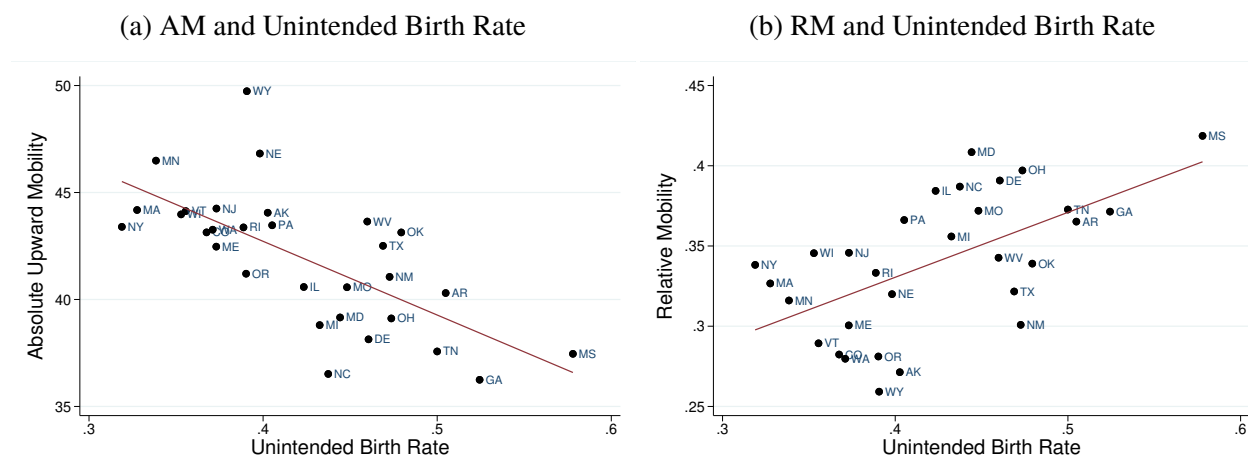 (a) AM and Unintended Birth Rate
50
45
40
35
Absolute Upward Mobility
WY
NE
MN
MA
VT
WI
NJ
AK
NY
WA
CO
RI
PA
WV
OK
ME
TX
OR
NM
IL
MO
AR
MD
OH
MI
DE
TN
MS
NC
GA
.3
.4
.5
.6
Unintended Birth Rate
(b) RM and Unintended Birth Rate
.45
.4
.35
.3
.25
Relative Mobility
MS
MD
OH
DE
IL
NC
MO
TN
GA
PA
AR
MI
WI
NJ
WV
NY
OK
RI
MA
TX
NE
MN
ME
NM
VT
CO
WA
OR
AK
WY
.3
.4
.5
.6
Unintended Birth Rate